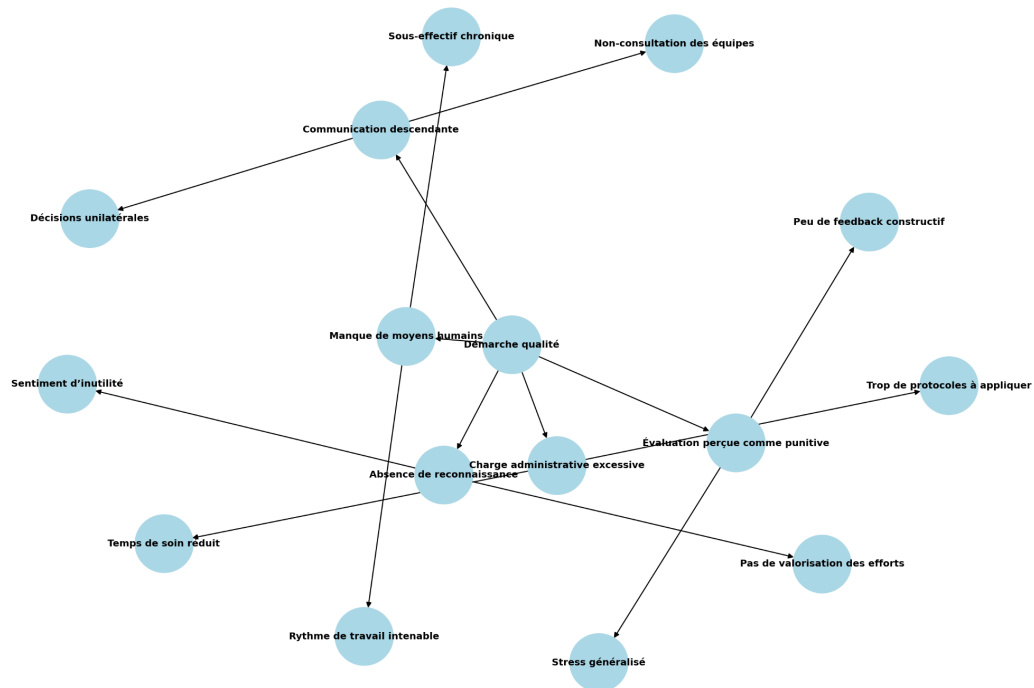 Sous-effectif chronique
Non-consultation des équipes
Communication descendante
Décisions unilatérales
Peu de feedback constructif
Manque de moyens humains
Démarche qualité
Sentiment d’inutilité
Trop de protocoles à appliquer
Évaluation perçue comme punitive
Charge administrative excessive
Absence de reconnaissance
Temps de soin réduit
Pas de valorisation des efforts
Rythme de travail intenable
Stress généralisé